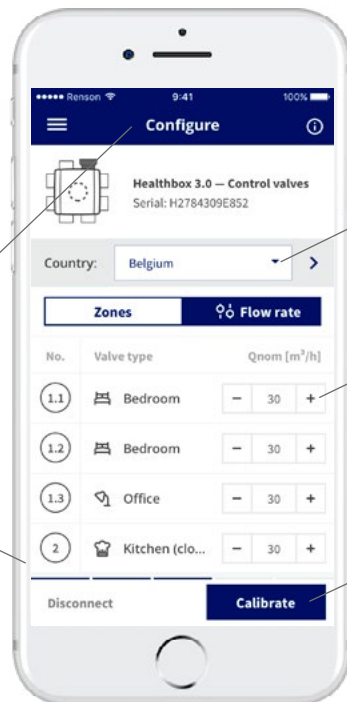 Renson 9:41 100%
Configure
Healthbox 3.0 — Control valves
Serial: H2784309E852
Country: Belgium
Zones Flow rate
No. Valve type Qnom [m³/h]
1.1 Bedroom − 30 +
1.2 Bedroom − 30 +
1.3 Office − 30 +
2 Kitchen (clo... − 30 +
Disconnect Calibrate